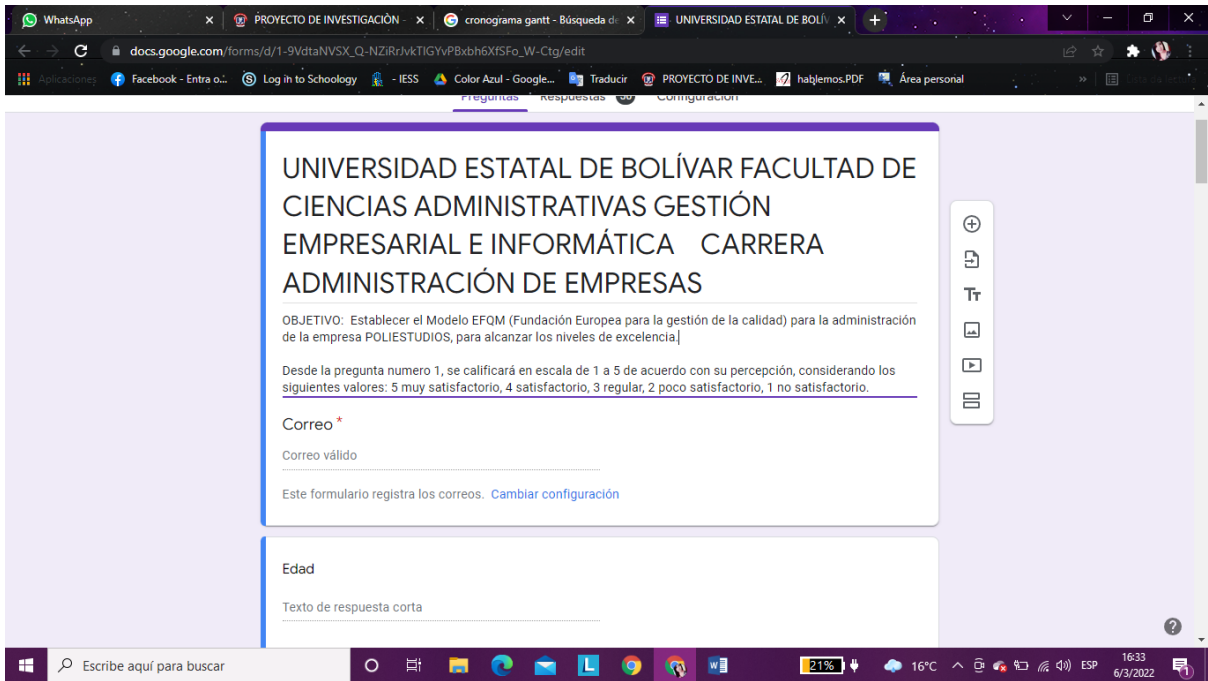 WhatsApp
PROYECTO DE INVESTIGACIÒN -
cronograma gantt - Búsqueda de
UNIVERSIDAD ESTATAL DE BOLÍV
docs.google.com/forms/d/1-9VdtaNVSX_Q-NZiRrJvkTIGYvPBxbh6XfSFo_W-Ctg/edit
Aplicaciones
Facebook - Entra o...
Log in to Schoology
- IESS
Color Azul - Google...
Traducir
PROYECTO DE INVE...
hablemos.PDF
Área personal
»
Preguntas Respuestas Configuración
UNIVERSIDAD ESTATAL DE BOLÍVAR FACULTAD DE
CIENCIAS ADMINISTRATIVAS GESTIÓN
EMPRESARIAL E INFORMÁTICA CARRERA
ADMINISTRACIÓN DE EMPRESAS
OBJETIVO: Establecer el Modelo EFQM (Fundación Europea para la gestión de la calidad) para la administración
de la empresa POLIESTUDIOS, para alcanzar los niveles de excelencia.
Desde la pregunta numero 1, se calificará en escala de 1 a 5 de acuerdo con su percepción, considerando los
siguientes valores: 5 muy satisfactorio, 4 satisfactorio, 3 regular, 2 poco satisfactorio, 1 no satisfactorio.
Correo *
Correo válido
Este formulario registra los correos. Cambiar configuración
Edad
Texto de respuesta corta
Escribe aquí para buscar
21%
16°C
ESP
16:33
6/3/2022